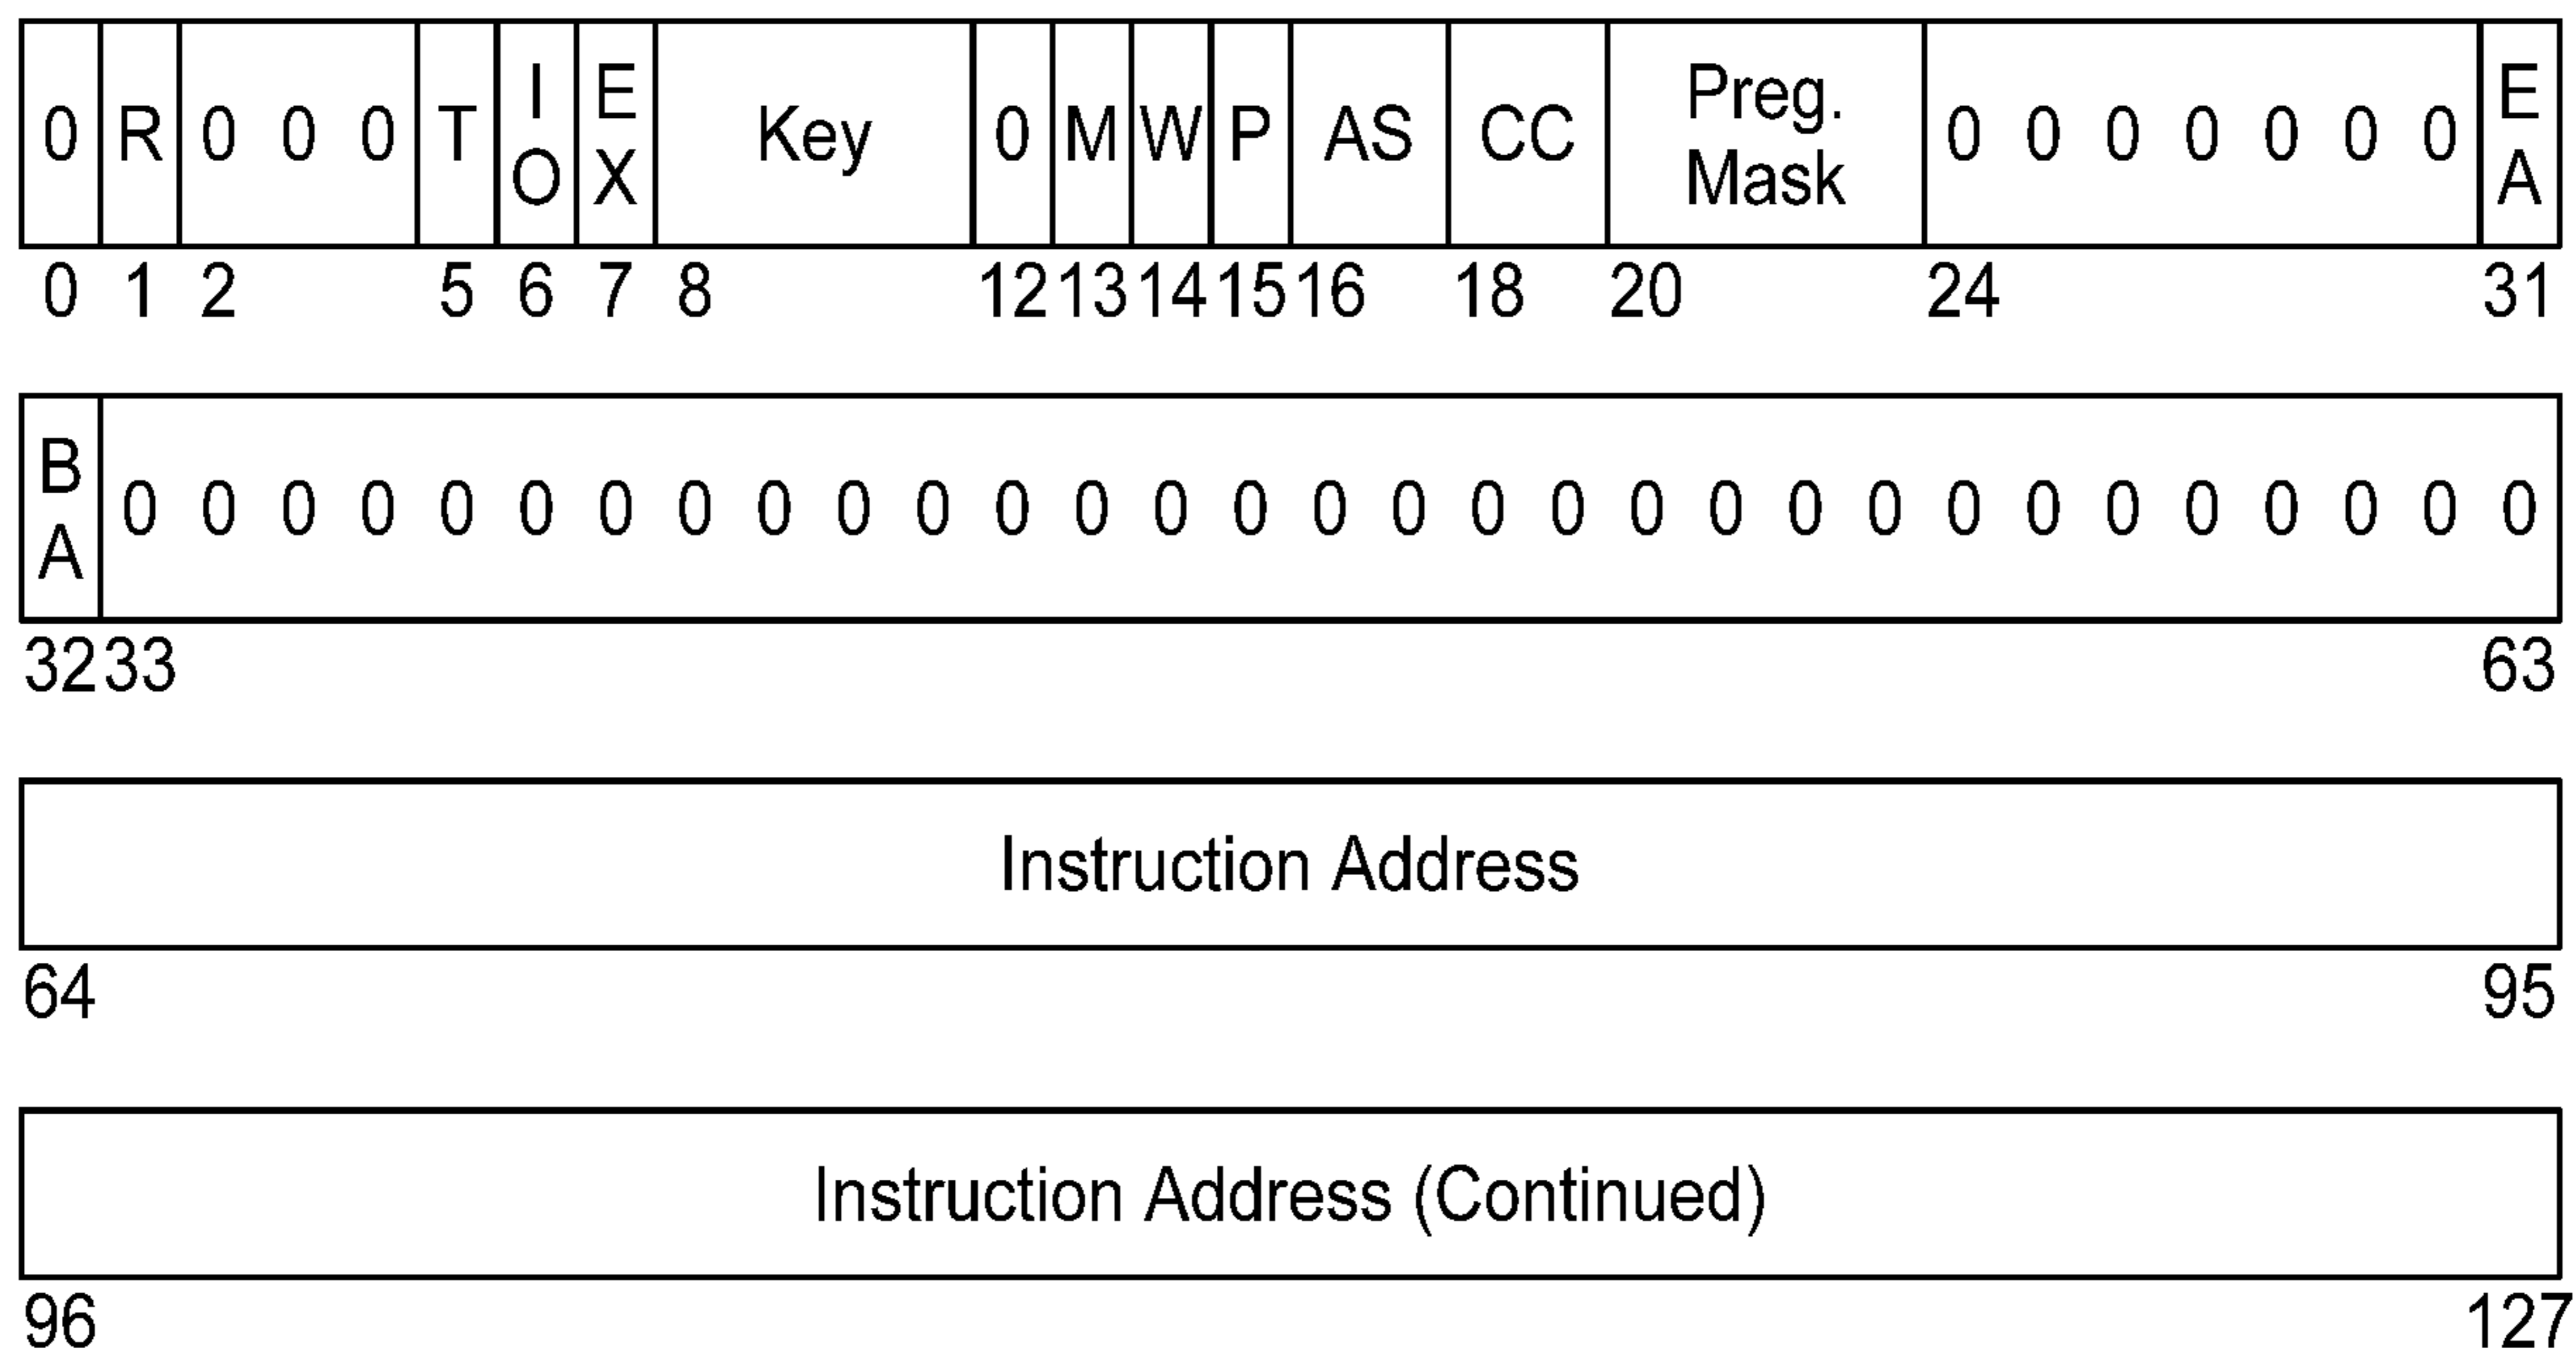 0 R 0 0 0 T IO EX Key 0 M W P AS CC Preg. Mask 0 0 0 0 0 0 0 EA
0 1 2 5 6 7 8 12 13 14 15 16 18 20 24 31
BA 0 0 0 0 0 0 0 0 0 0 0 0 0 0 0 0 0 0 0 0 0 0 0 0 0 0 0 0 0 0 0
32 33 63
Instruction Address
64 95
Instruction Address (Continued)
96 127